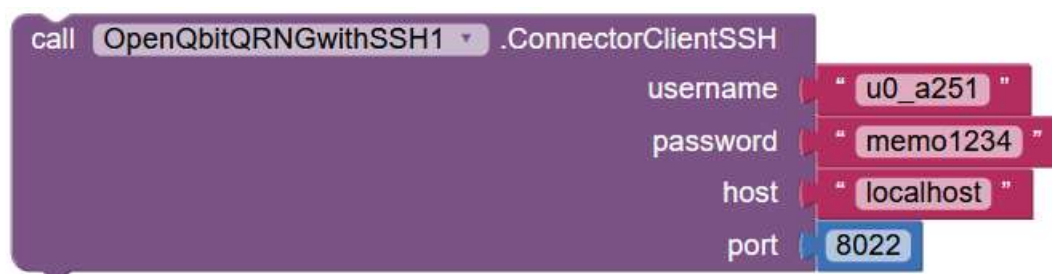 call OpenQbitQRNGwithSSH1 .ConnectorClientSSH
username “ u0_a251 ”
password “ memo1234 ”
host “ localhost ”
port 8022